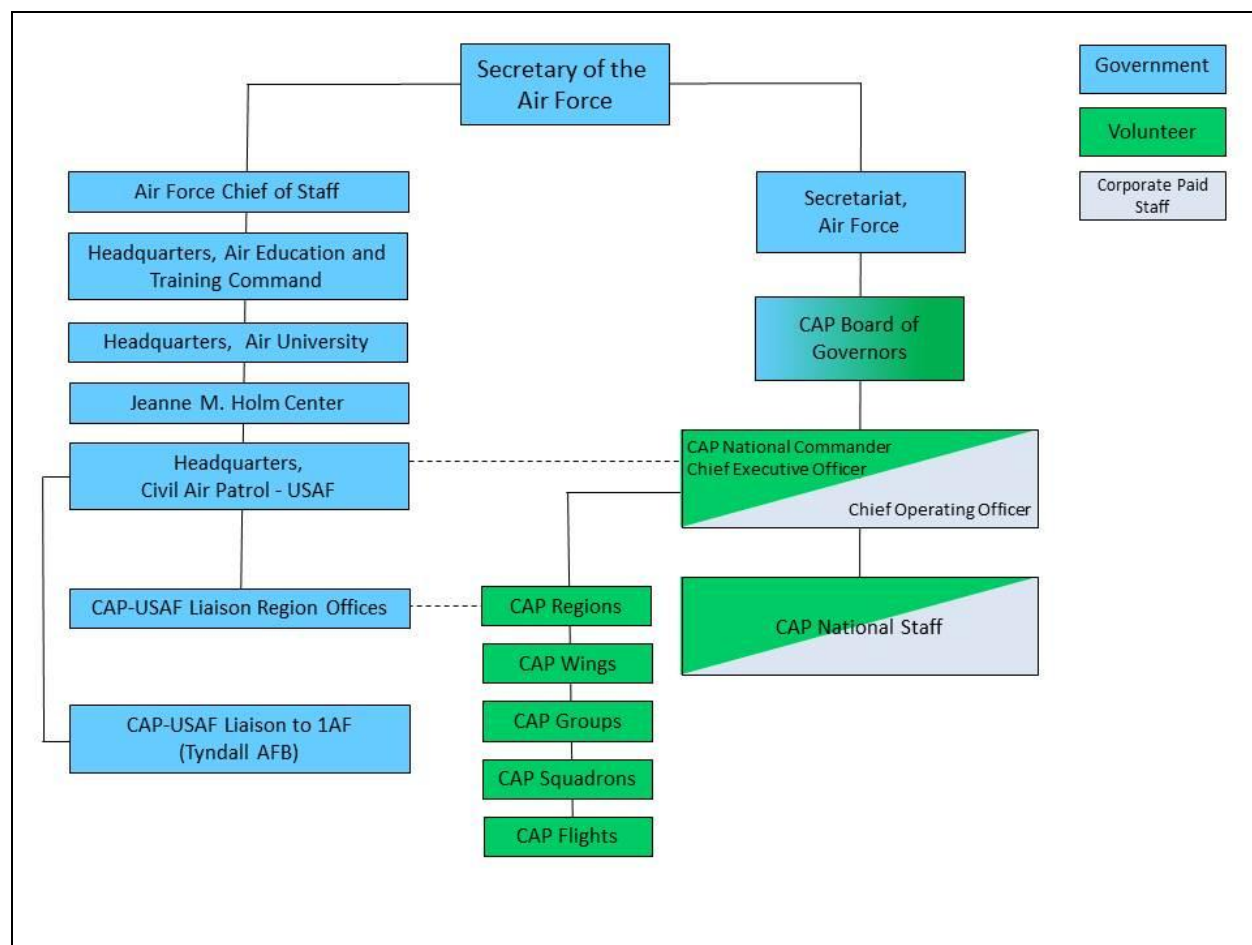 Secretary of the
Air Force
Government
Volunteer
Corporate Paid
Staff
Air Force Chief of Staff
Headquarters, Air Education and
Training Command
Headquarters, Air University
Jeanne M. Holm Center
Headquarters,
Civil Air Patrol - USAF
CAP-USAF Liaison Region Offices
CAP-USAF Liaison to 1AF
(Tyndall AFB)
Secretariat,
Air Force
CAP Board of
Governors
CAP National Commander
Chief Executive Officer
Chief Operating Officer
CAP National Staff
CAP Regions
CAP Wings
CAP Groups
CAP Squadrons
CAP Flights